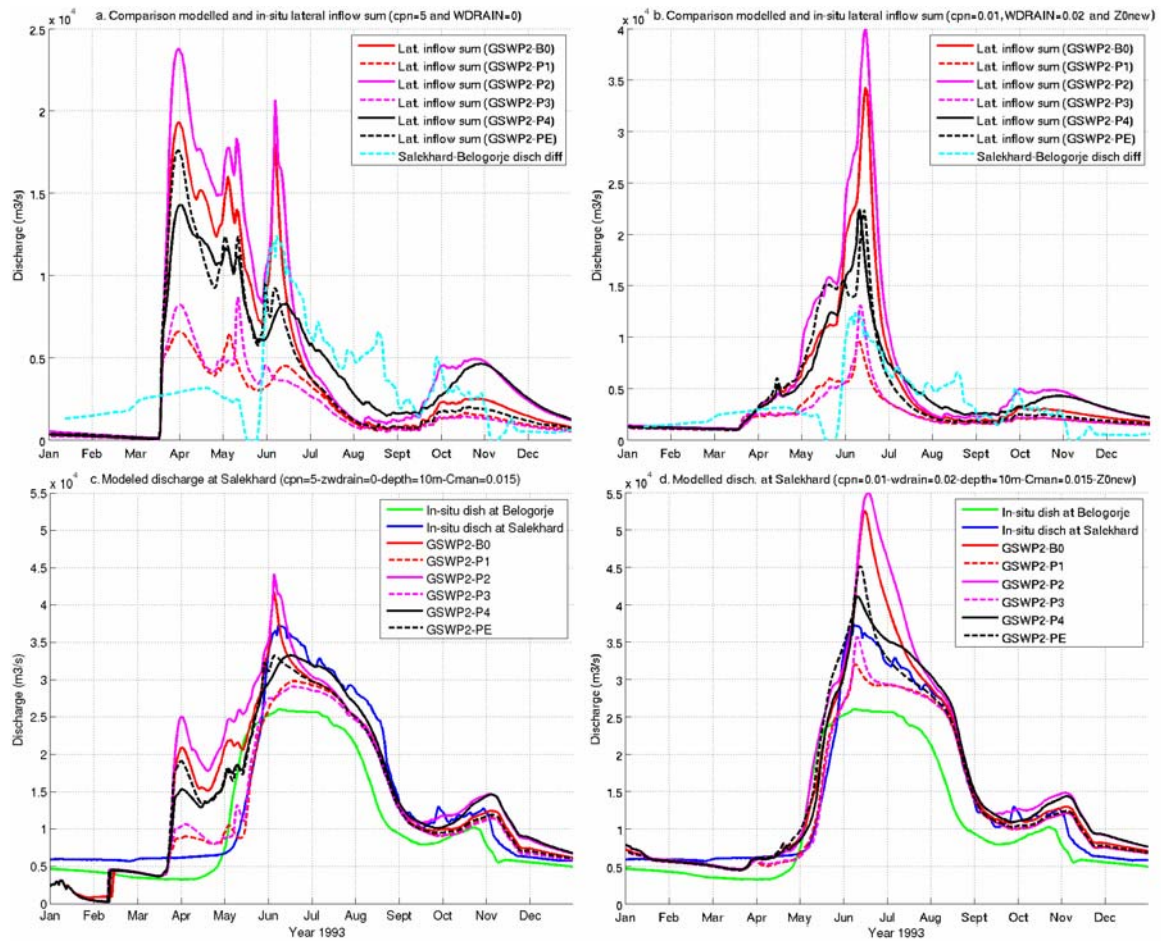 a. Comparison modelled and in-situ lateral inflow sum (cpn=5 and WDRAIN=0)
x 10⁴
2.5
2
1.5
1
0.5
0
Discharge (m3/s)
Lat. inflow sum (GSWP2-B0)
Lat. inflow sum (GSWP2-P1)
Lat. inflow sum (GSWP2-P2)
Lat. inflow sum (GSWP2-P3)
Lat. inflow sum (GSWP2-P4)
Lat. inflow sum (GSWP2-PE)
Salekhard-Belogorje disch diff
Jan Feb Mar Apr May Jun Jul Aug Sept Oct Nov Dec
b. Comparison modelled and in-situ lateral inflow sum (cpn=0.01, WDRAIN=0.02 and Z0new)
x 10⁴
4
3.5
3
2.5
2
1.5
1
0.5
0
Discharge (m3/s)
Lat. inflow sum (GSWP2-B0)
Lat. inflow sum (GSWP2-P1)
Lat. inflow sum (GSWP2-P2)
Lat. inflow sum (GSWP2-P3)
Lat. inflow sum (GSWP2-P4)
Lat. inflow sum (GSWP2-PE)
Salekhard-Belogorje disch diff
Jan Feb Mar Apr May Jun Jul Aug Sept Oct Nov Dec
c. Modeled discharge at Salekhard (cpn=5-zwdrain=0-depth=10m-Cman=0.015)
x 10⁴
5.5
5
4.5
4
3.5
3
2.5
2
1.5
1
0.5
0
Discharge (m3/s)
In-situ dish at Belogorje
In-situ disch at Salekhard
GSWP2-B0
GSWP2-P1
GSWP2-P2
GSWP2-P3
GSWP2-P4
GSWP2-PE
Jan Feb Mar Apr May Jun Jul Aug Sept Oct Nov Dec
Year 1993
d. Modelled disch. at Salekhard (cpn=0.01-wdrain=0.02-depth=10m-Cman=0.015-Z0new)
x 10⁴
5.5
5
4.5
4
3.5
3
2.5
2
1.5
1
0.5
0
Discharge (m3/s)
In-situ disch at Belogorje
In-situ disch at Salekhard
GSWP2-B0
GSWP2-P1
GSWP2-P2
GSWP2-P3
GSWP2-P4
GSWP2-PE
Jan Feb Mar Apr May Jun Jul Aug Sept Oct Nov Dec
Year 1993